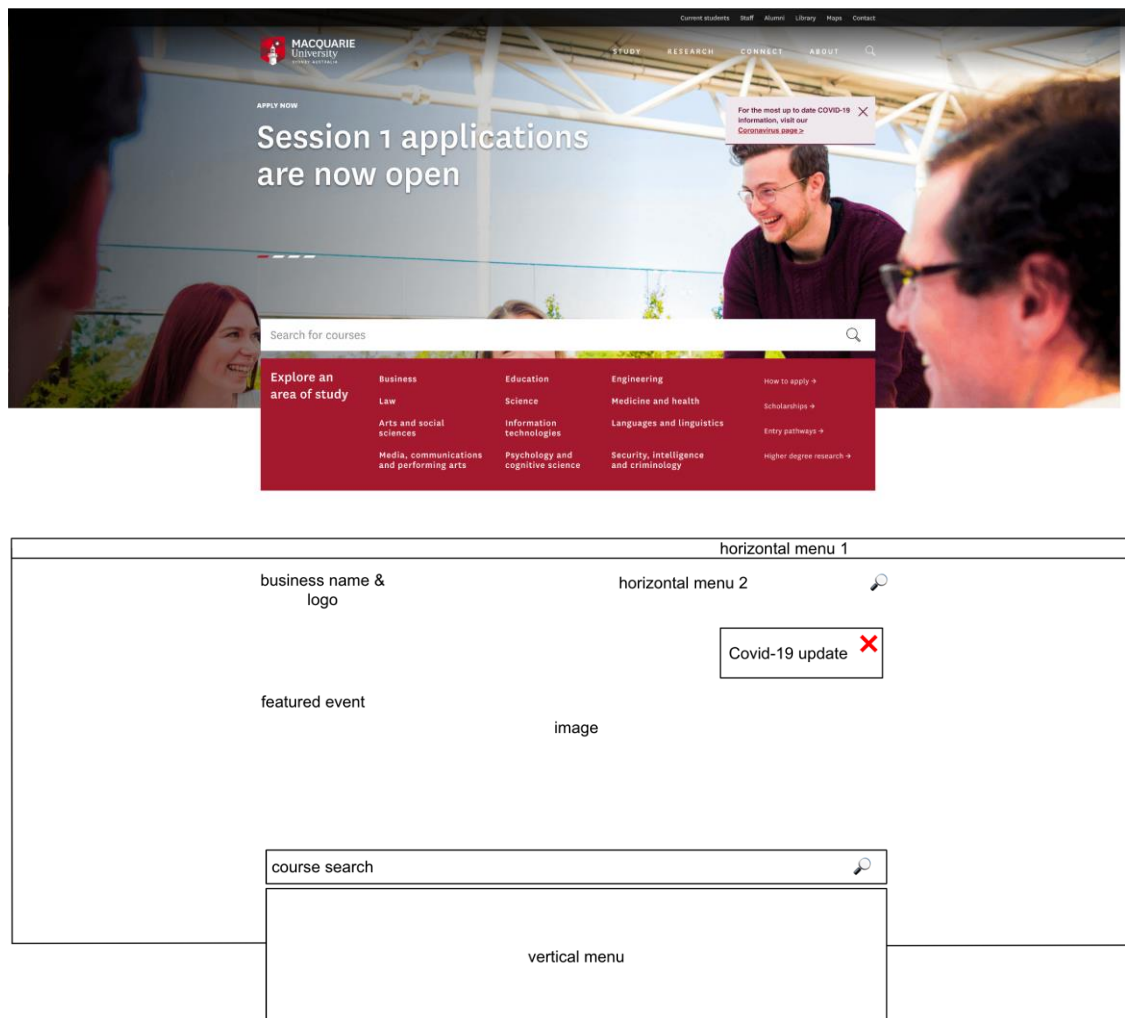 Current students Staff Alumni Library Maps Contact
MACQUARIE
University
SYDNEY AUSTRALIA
STUDY RESEARCH CONNECT ABOUT
For the most up to date COVID-19
information, visit our
Coronavirus page >
APPLY NOW
Session 1 applications
are now open
Search for courses
Explore an
area of study
Business
Law
Arts and social
sciences
Media, communications
and performing arts
Education
Science
Information
technologies
Psychology and
cognitive science
Engineering
Medicine and health
Languages and linguistics
Security, intelligence
and criminology
How to apply →
Scholarships →
Entry pathways →
Higher degree research →
horizontal menu 1
business name &
logo
horizontal menu 2
Covid-19 update
featured event
image
course search
vertical menu